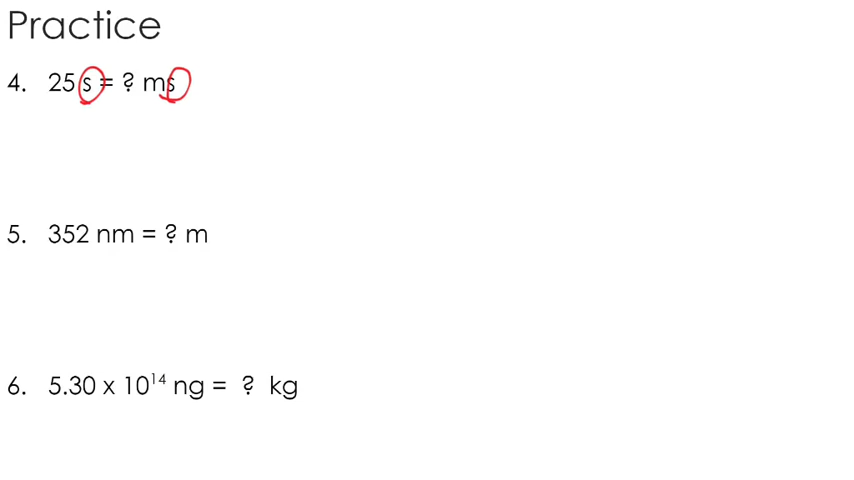 Practice
4. 25 s = ? ms
5. 352 nm = ? m
6. 5.30 x 10¹⁴ ng = ? kg